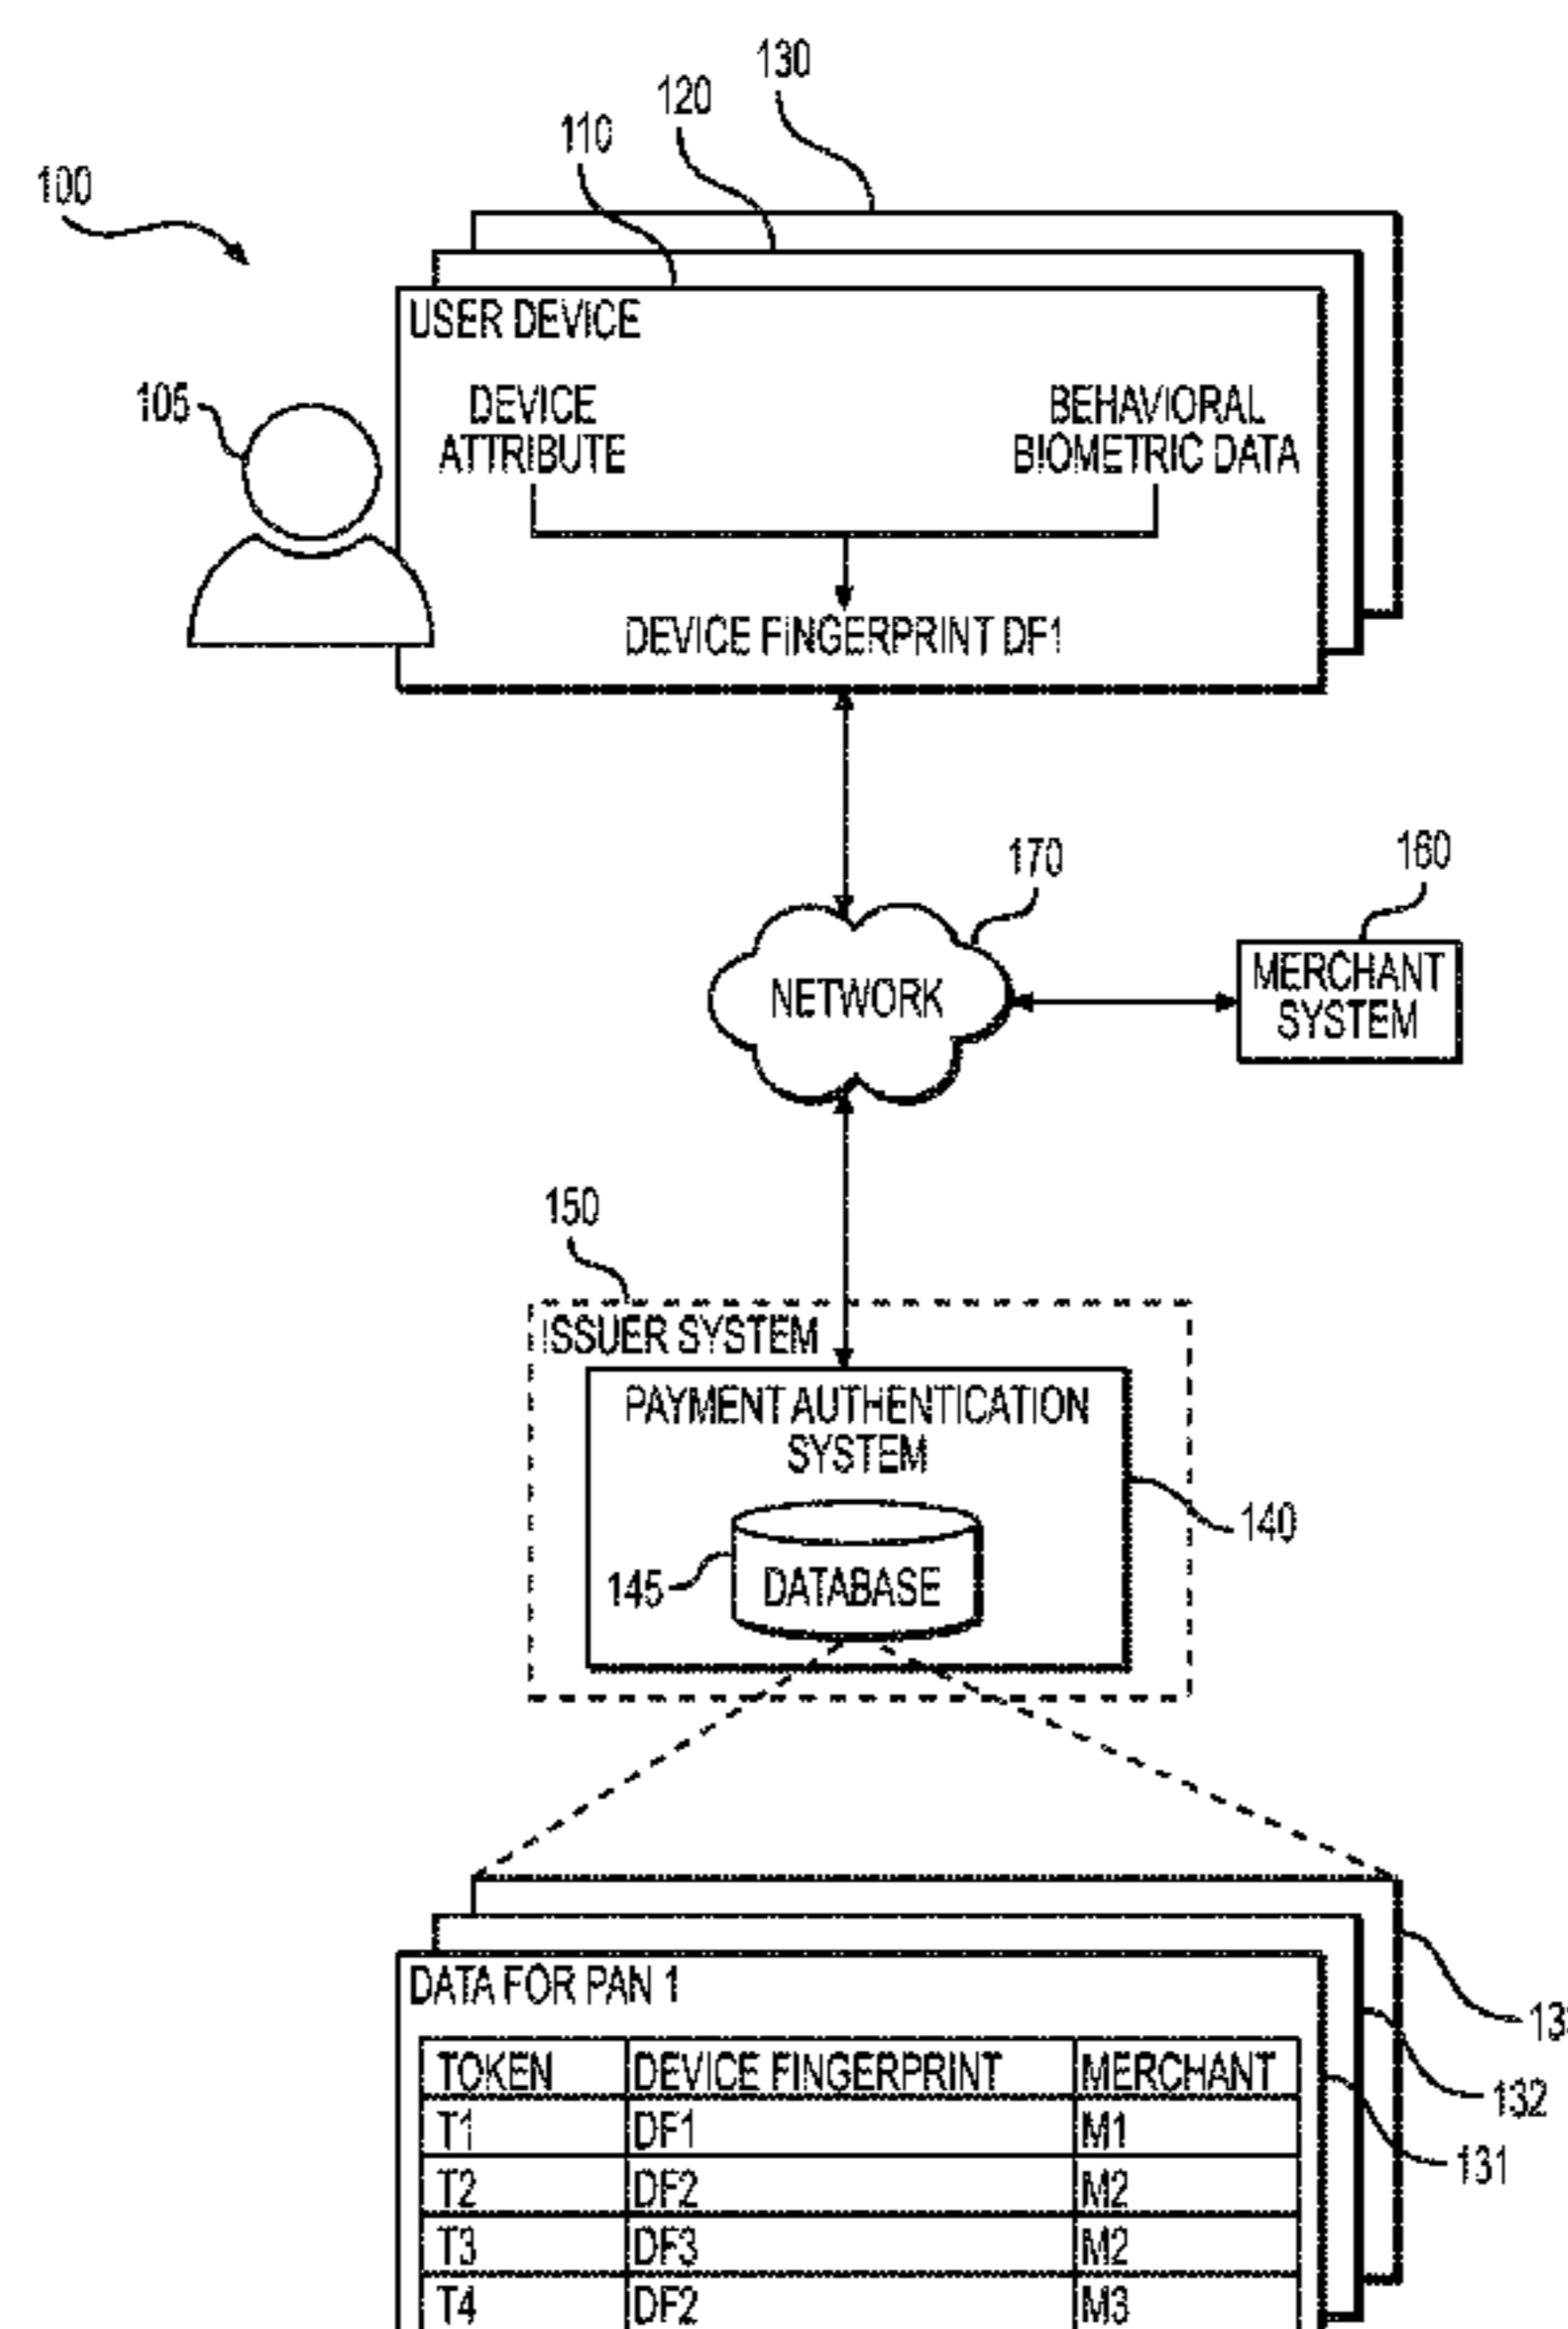 130
120
110
100
USER DEVICE
105
DEVICE
ATTRIBUTE
BEHAVIORAL
BIOMETRIC DATA
DEVICE FINGERPRINT DF1
170
160
NETWORK
MERCHANT
SYSTEM
150
ISSUER SYSTEM
PAYMENT AUTHENTICATION
SYSTEM
140
145
DATABASE
DATA FOR PAN 1
132
131
TOKEN DEVICE FINGERPRINT MERCHANT
T1 DF1 M1
T2 DF2 M2
T3 DF3 M2
T4 DF2 M3